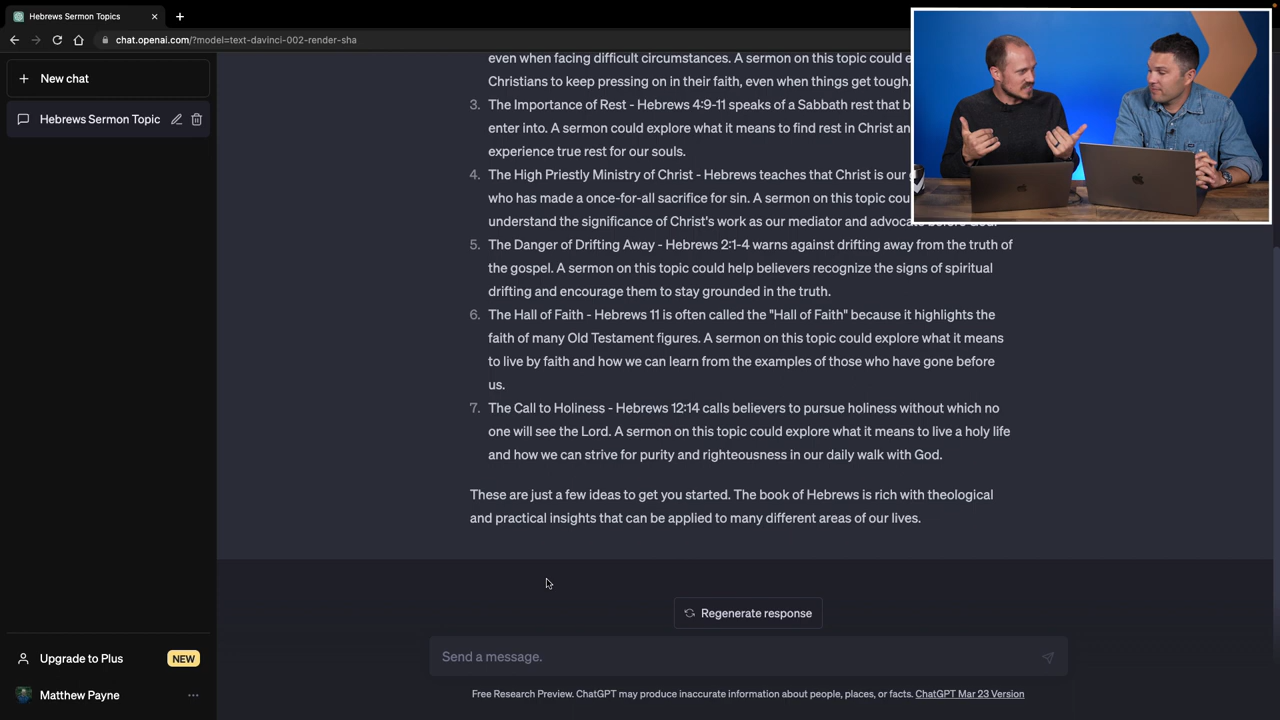 Hebrews Sermon Topics
chat.openai.com/?model=text-davinci-002-render-sha
New chat
Hebrews Sermon Topic
even when facing difficult circumstances. A sermon on this topic could
Christians to keep pressing on in their faith, even when things get tough.
3. The Importance of Rest - Hebrews 4:9-11 speaks of a Sabbath rest that
enter into. A sermon could explore what it means to find rest in Christ an
experience true rest for our souls.
4. The High Priestly Ministry of Christ - Hebrews teaches that Christ is our
who has made a once-for-all sacrifice for sin. A sermon on this topic cou
understand the significance of Christ's work as our mediator and advocate before God.
5. The Danger of Drifting Away - Hebrews 2:1-4 warns against drifting away from the truth of
the gospel. A sermon on this topic could help believers recognize the signs of spiritual
drifting and encourage them to stay grounded in the truth.
6. The Hall of Faith - Hebrews 11 is often called the "Hall of Faith" because it highlights the
faith of many Old Testament figures. A sermon on this topic could explore what it means
to live by faith and how we can learn from the examples of those who have gone before
us.
7. The Call to Holiness - Hebrews 12:14 calls believers to pursue holiness without which no
one will see the Lord. A sermon on this topic could explore what it means to live a holy life
and how we can strive for purity and righteousness in our daily walk with God.
These are just a few ideas to get you started. The book of Hebrews is rich with theological
and practical insights that can be applied to many different areas of our lives.
Regenerate response
Send a message.
Upgrade to Plus NEW
Matthew Payne
Free Research Preview. ChatGPT may produce inaccurate information about people, places, or facts. ChatGPT Mar 23 Version